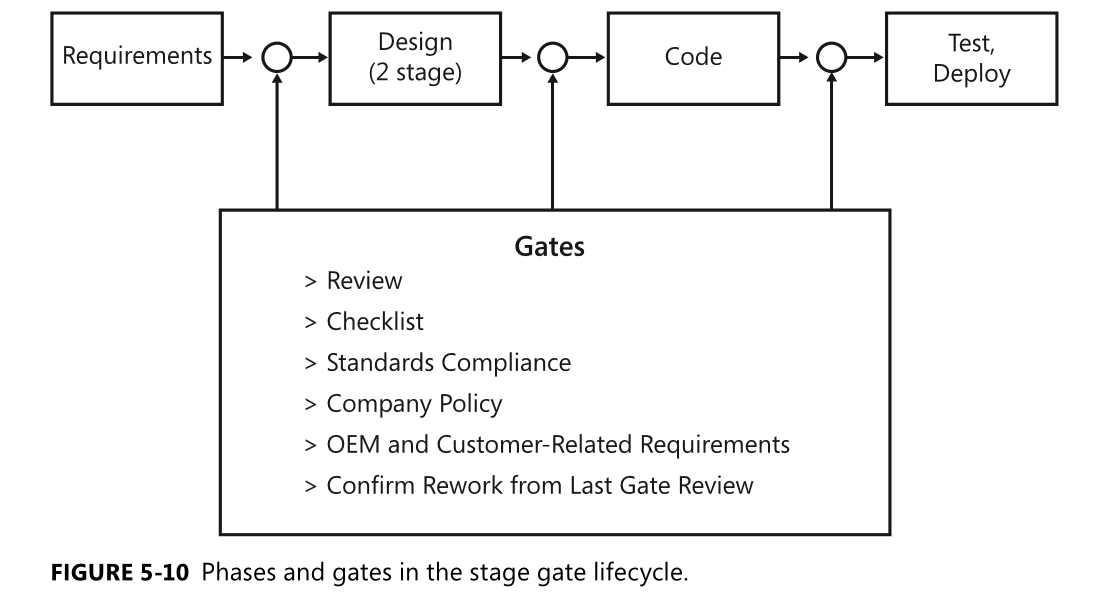 Requirements
Design
(2 stage)
Code
Test,
Deploy
Gates
> Review
> Checklist
> Standards Compliance
> Company Policy
> OEM and Customer-Related Requirements
> Confirm Rework from Last Gate Review
FIGURE 5-10 Phases and gates in the stage gate lifecycle.